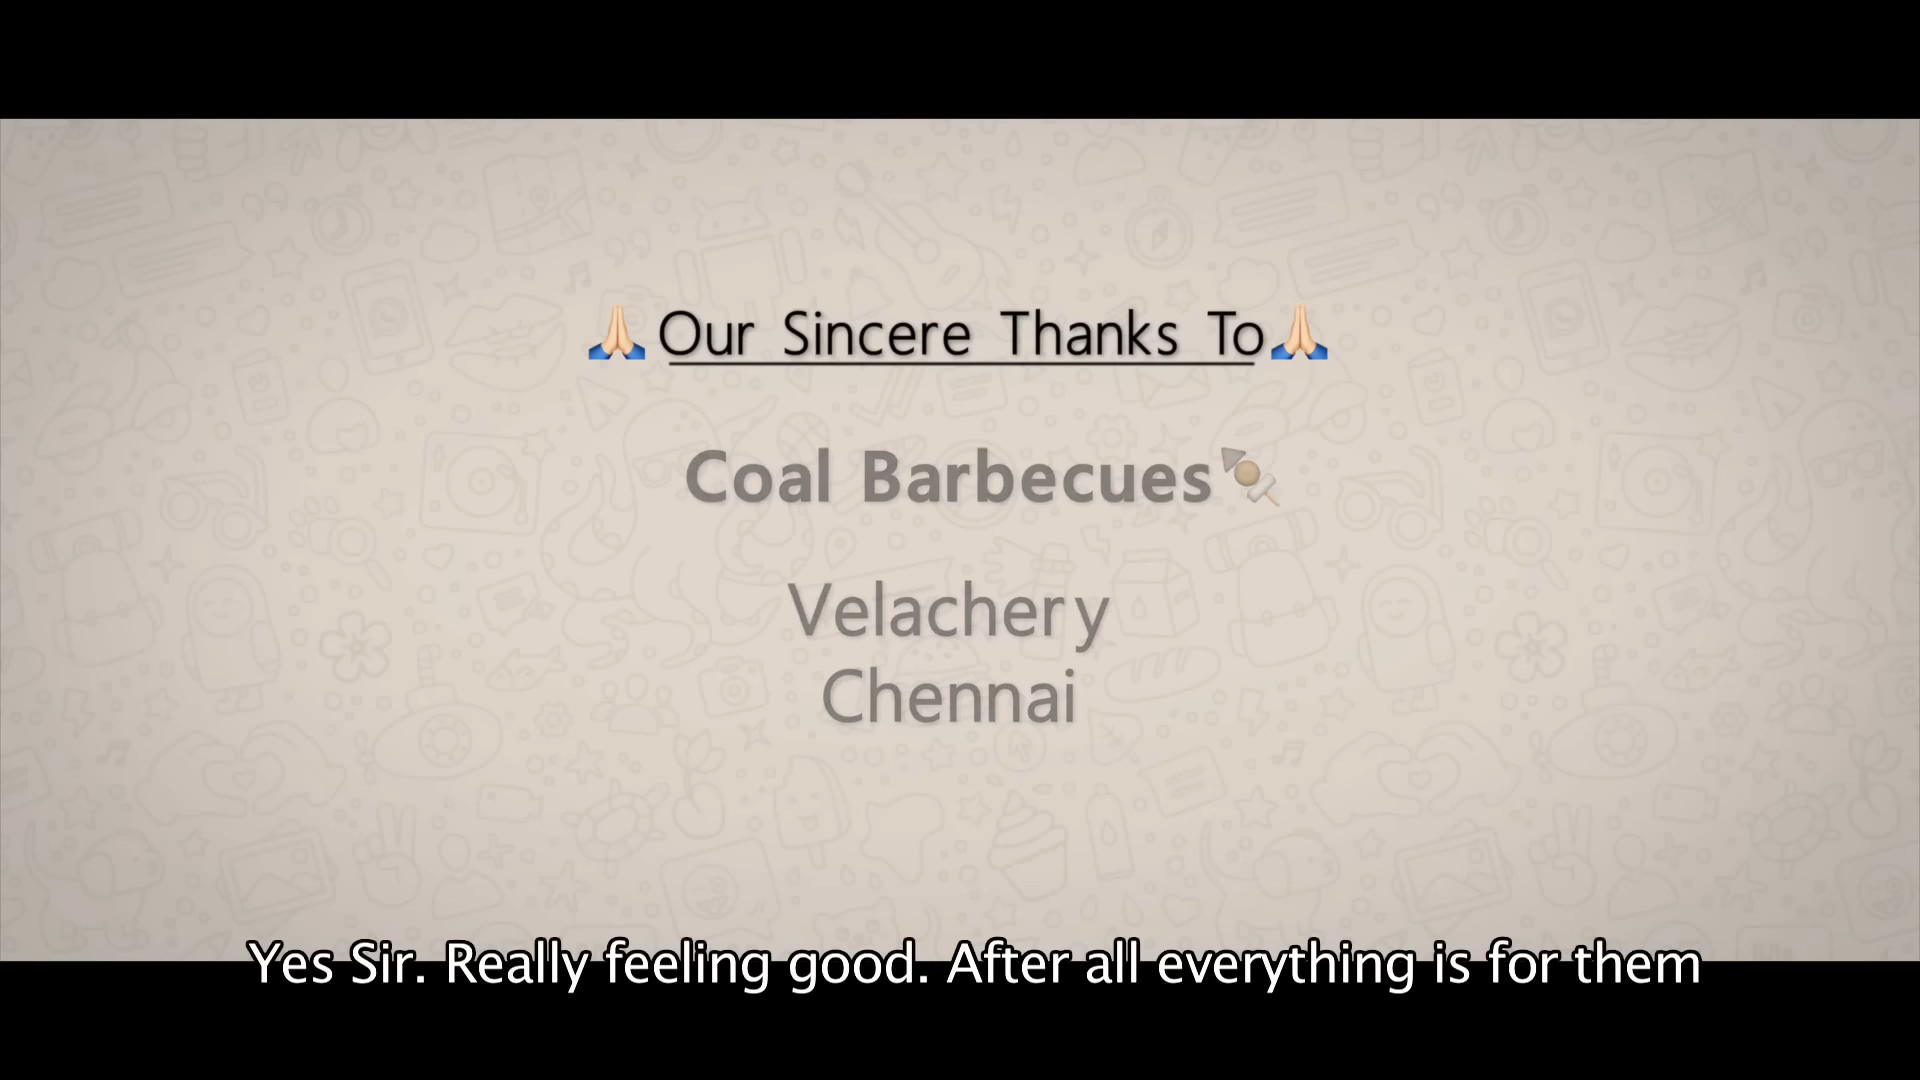 🙏🏻Our Sincere Thanks To🙏🏻
Coal Barbecues🍢
Velachery
Chennai
Yes Sir. Really feeling good. After all everything is for them